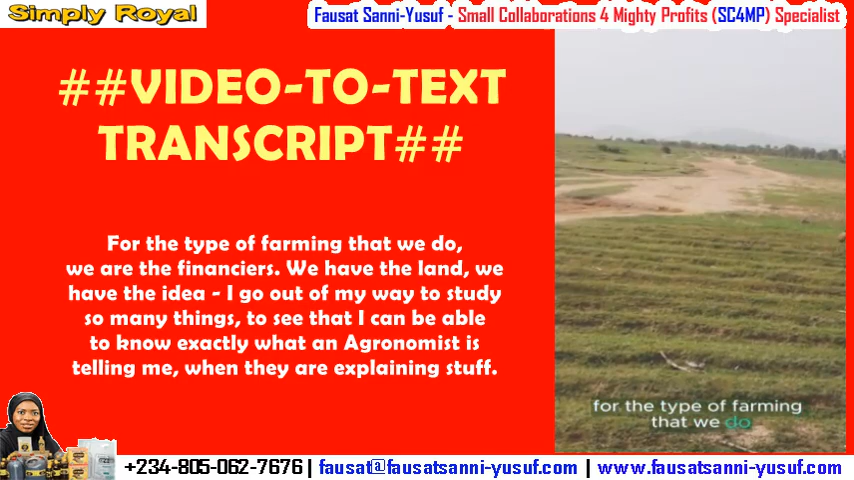 Simply Royal
Fausat Sanni-Yusuf - Small Collaborations 4 Mighty Profits (SC4MP) Specialist
##VIDEO-TO-TEXT
TRANSCRIPT##
For the type of farming that we do,
we are the financiers. We have the land, we
have the idea - I go out of my way to study
so many things, to see that I can be able
to know exactly what an Agronomist is
telling me, when they are explaining stuff.
for the type of farming
that we do
+234-805-062-7676 | fausat@fausatsanni-yusuf.com | www.fausatsanni-yusuf.com